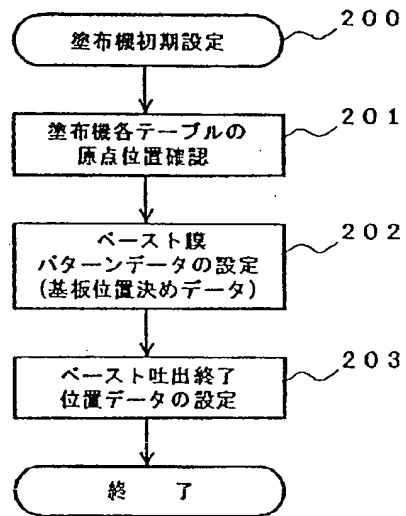 塗布機初期設定
200
塗布機各テーブルの
原点位置確認
201
ペースト膜
パターンデータの設定
(基板位置決めデータ)
202
ペースト吐出終了
位置データの設定
203
終 了